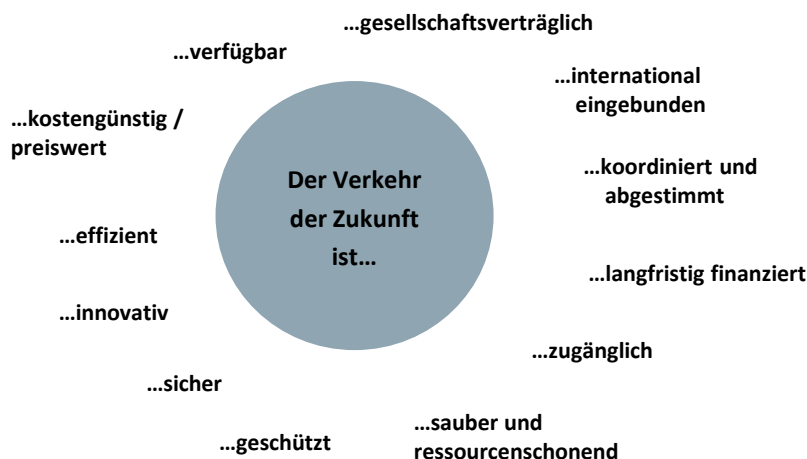 ...gesellschaftsverträglich
...verfügbar
...international
eingebunden
...kostengünstig /
preiswert
Der Verkehr
der Zukunft
ist...
...koordiniert und
abgestimmt
...effizient
...langfristig finanziert
...innovativ
...zugänglich
...sicher
...sauber und
ressourcenschonend
...geschützt